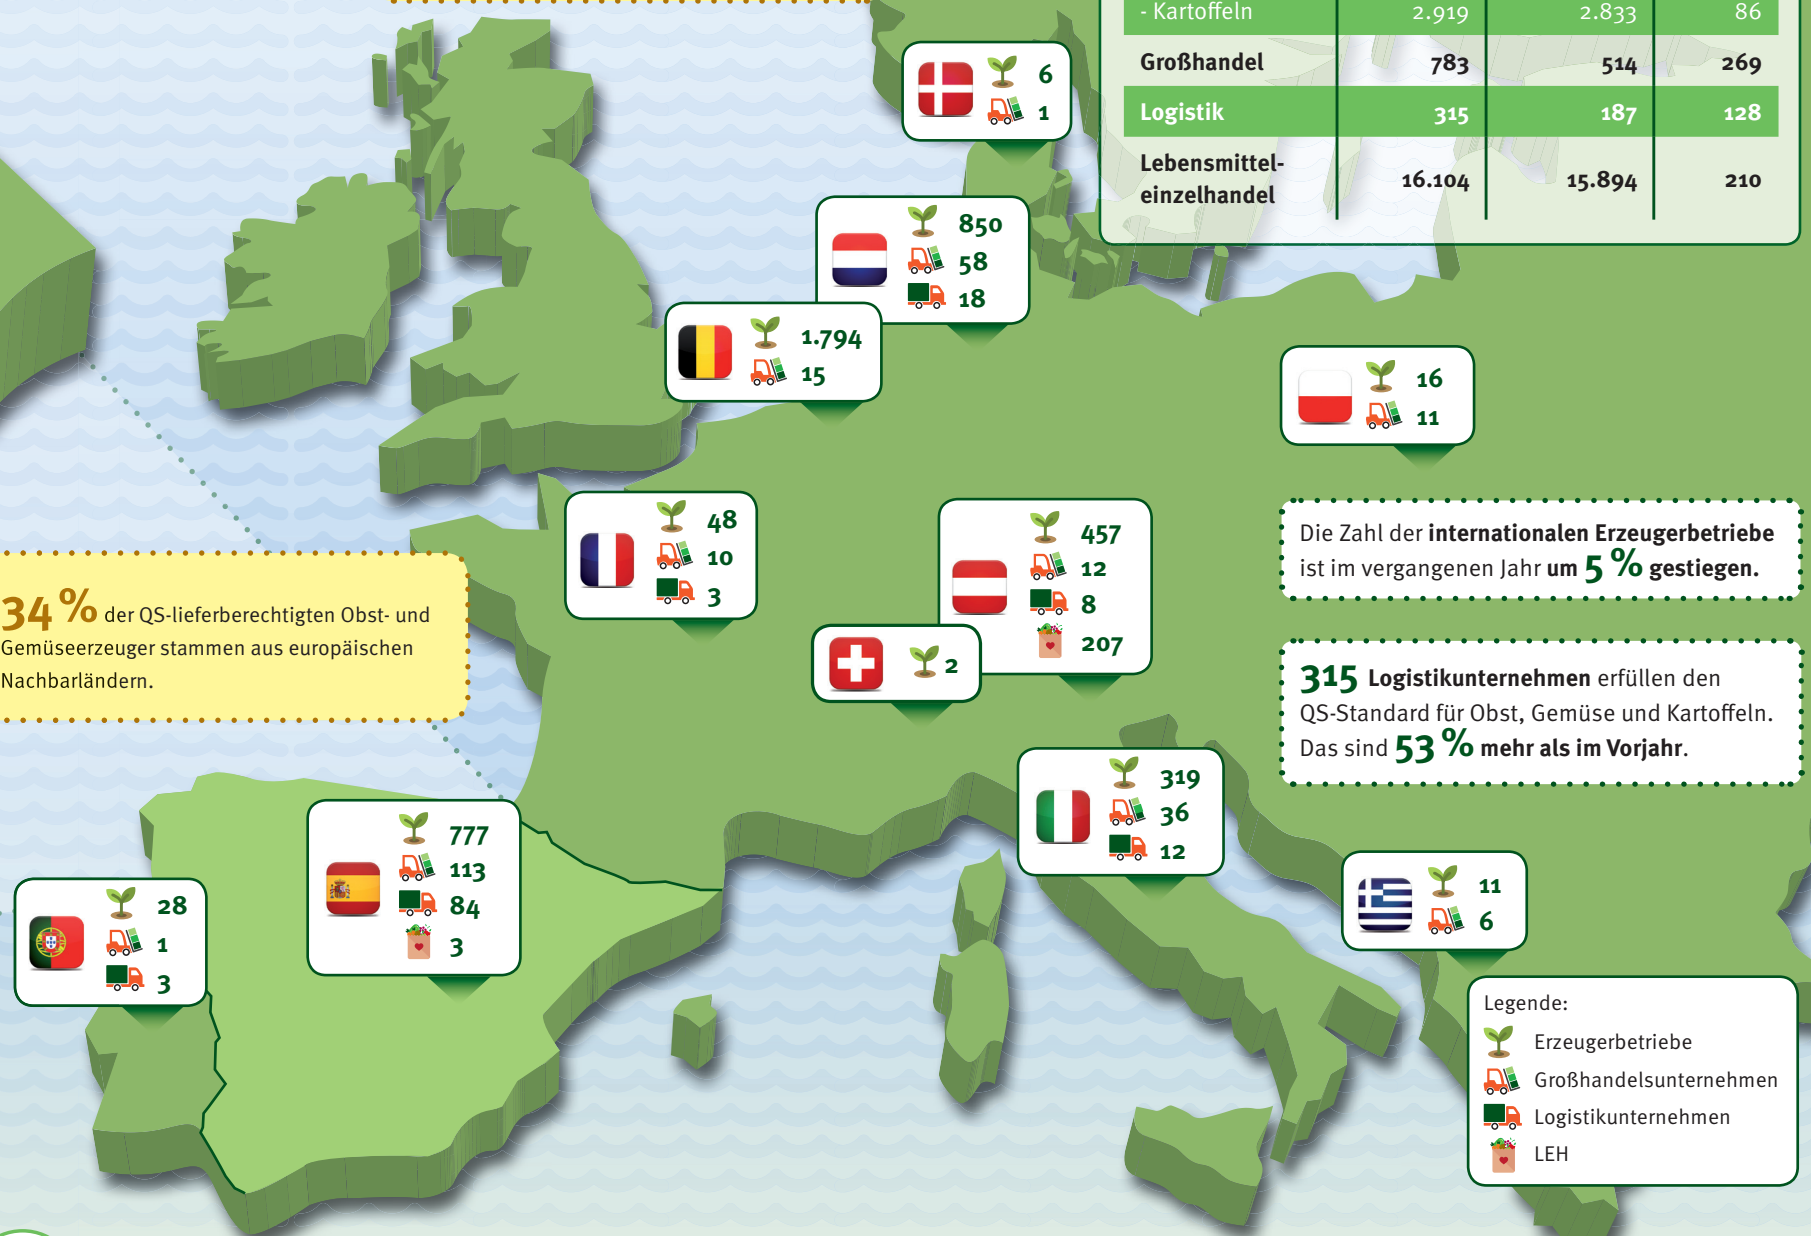 - Kartoffeln 2.919 2.833 86
Großhandel 783 514 269
Logistik 315 187 128
Lebensmittel-
einzelhandel 16.104 15.894 210
6
1
850
58
18
1.794
15
16
11
48
10
3
457
12
8
207
2
Die Zahl der internationalen Erzeugerbetriebe
ist im vergangenen Jahr um 5 % gestiegen.
34 % der QS-lieferberechtigten Obst- und
Gemüseerzeuger stammen aus europäischen
Nachbarländern.
315 Logistikunternehmen erfüllen den
QS-Standard für Obst, Gemüse und Kartoffeln.
Das sind 53 % mehr als im Vorjahr.
319
36
12
777
113
84
3
28
1
3
11
6
Legende:
Erzeugerbetriebe
Großhandelsunternehmen
Logistikunternehmen
LEH